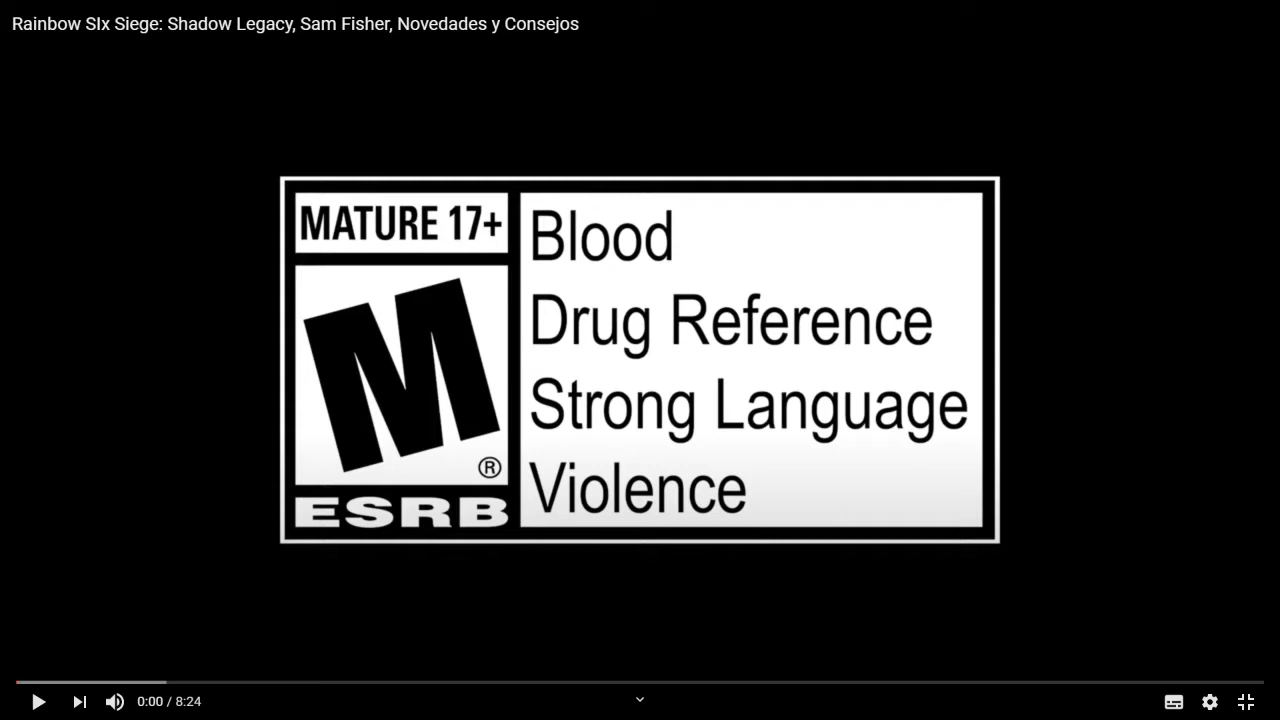 Rainbow SIx Siege: Shadow Legacy, Sam Fisher, Novedades y Consejos
MATURE 17+
M
®
ESRB
Blood
Drug Reference
Strong Language
Violence
0:00 / 8:24